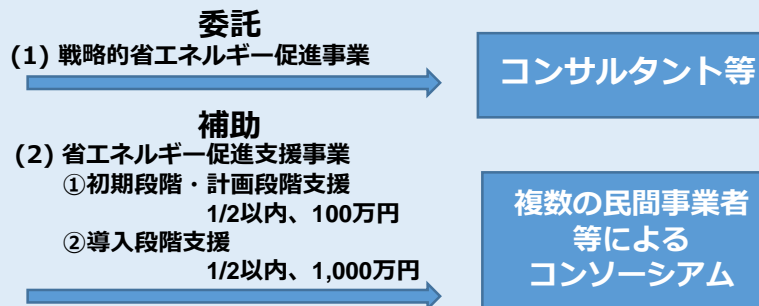 委託
(1) 戦略的省エネルギー促進事業
コンサルタント等
補助
(2) 省エネルギー促進支援事業
①初期段階・計画段階支援
1/2以内、100万円
②導入段階支援
1/2以内、1,000万円
複数の民間事業者
等による
コンソーシアム